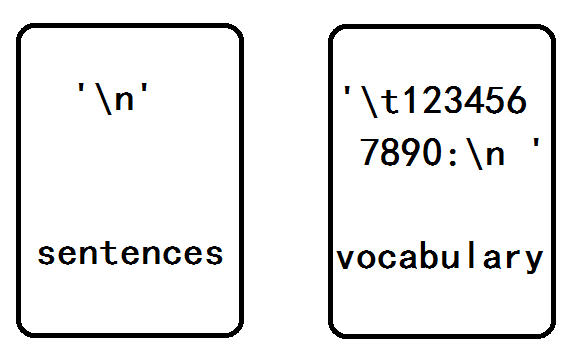 '\n'
sentences
'\t123456
7890:\n '
vocabulary